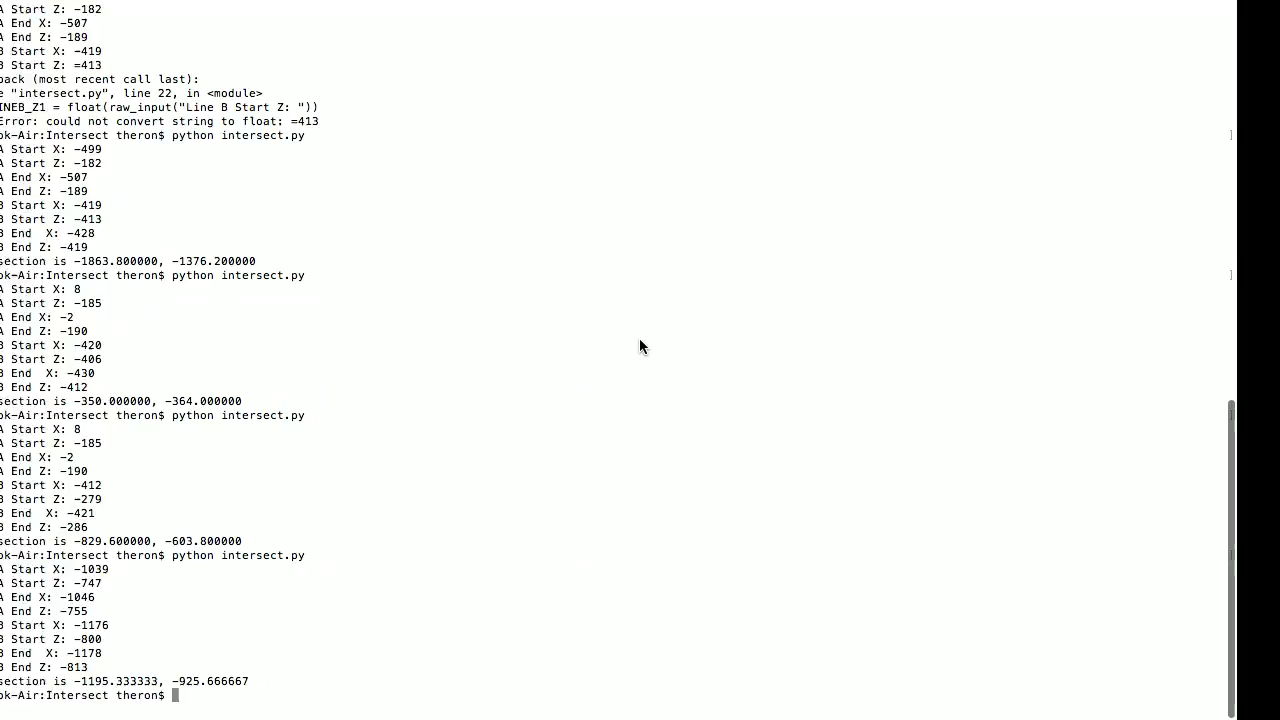 A Start Z: -182
A End X: -507
A End Z: -189
B Start X: -419
B Start Z: =413
back (most recent call last):
e "intersect.py", line 22, in <module>
INEB_Z1 = float(raw_input("Line B Start Z: "))
Error: could not convert string to float: =413
ok-Air:Intersect theron$ python intersect.py
A Start X: -499
A Start Z: -182
A End X: -507
A End Z: -189
B Start X: -419
B Start Z: -413
B End  X: -428
B End Z: -419
section is -1863.800000, -1376.200000
ok-Air:Intersect theron$ python intersect.py
A Start X: 8
A Start Z: -185
A End X: -2
A End Z: -190
B Start X: -420
B Start Z: -406
B End  X: -430
B End Z: -412
section is -350.000000, -364.000000
ok-Air:Intersect theron$ python intersect.py
A Start X: 8
A Start Z: -185
A End X: -2
A End Z: -190
B Start X: -412
B Start Z: -279
B End  X: -421
B End Z: -286
section is -829.600000, -603.800000
ok-Air:Intersect theron$ python intersect.py
A Start X: -1039
A Start Z: -747
A End X: -1046
A End Z: -755
B Start X: -1176
B Start Z: -800
B End  X: -1178
B End Z: -813
section is -1195.333333, -925.666667
ok-Air:Intersect theron$